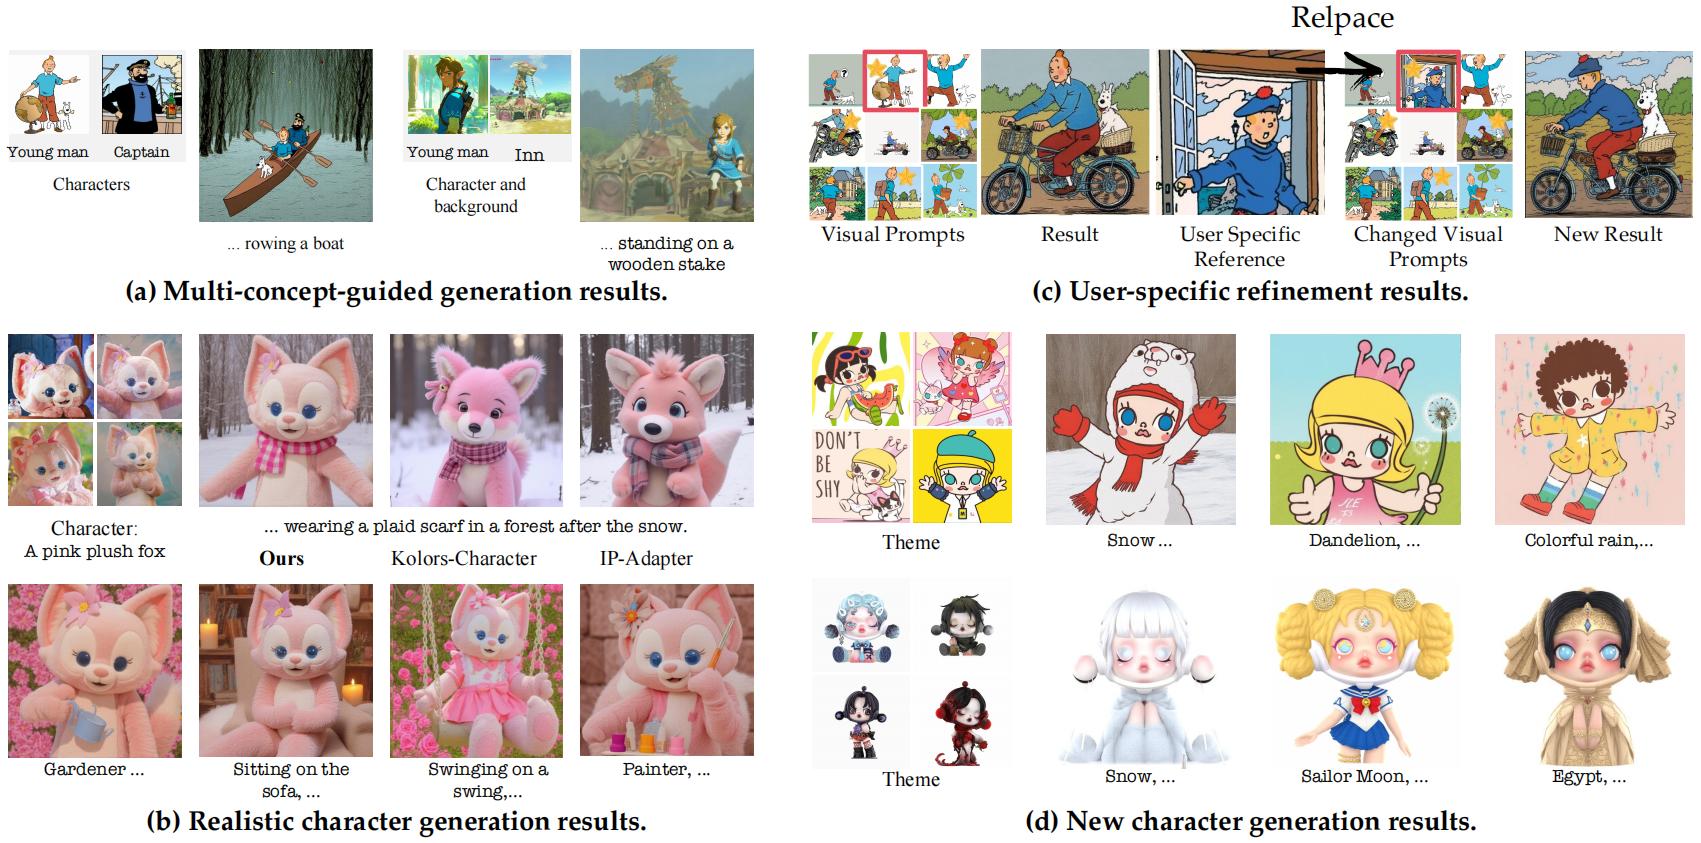 Relpace
Young man
Captain
Characters
... rowing a boat
Young man
Inn
Character and
background
... standing on a
wooden stake
(a) Multi-concept-guided generation results.
?
Visual Prompts
Result
User Specific
Reference
Changed Visual
Prompts
New Result
(c) User-specific refinement results.
Character:
A pink plush fox
... wearing a plaid scarf in a forest after the snow.
Ours
Kolors-Character
IP-Adapter
Gardener ...
Sitting on the
sofa, ...
Swinging on a
swing,...
Painter, ...
(b) Realistic character generation results.
DON'T
BE
SHY
Theme
Snow ...
Dandelion, ...
Colorful rain,...
Theme
Snow, ...
Sailor Moon, ...
Egypt, ...
(d) New character generation results.